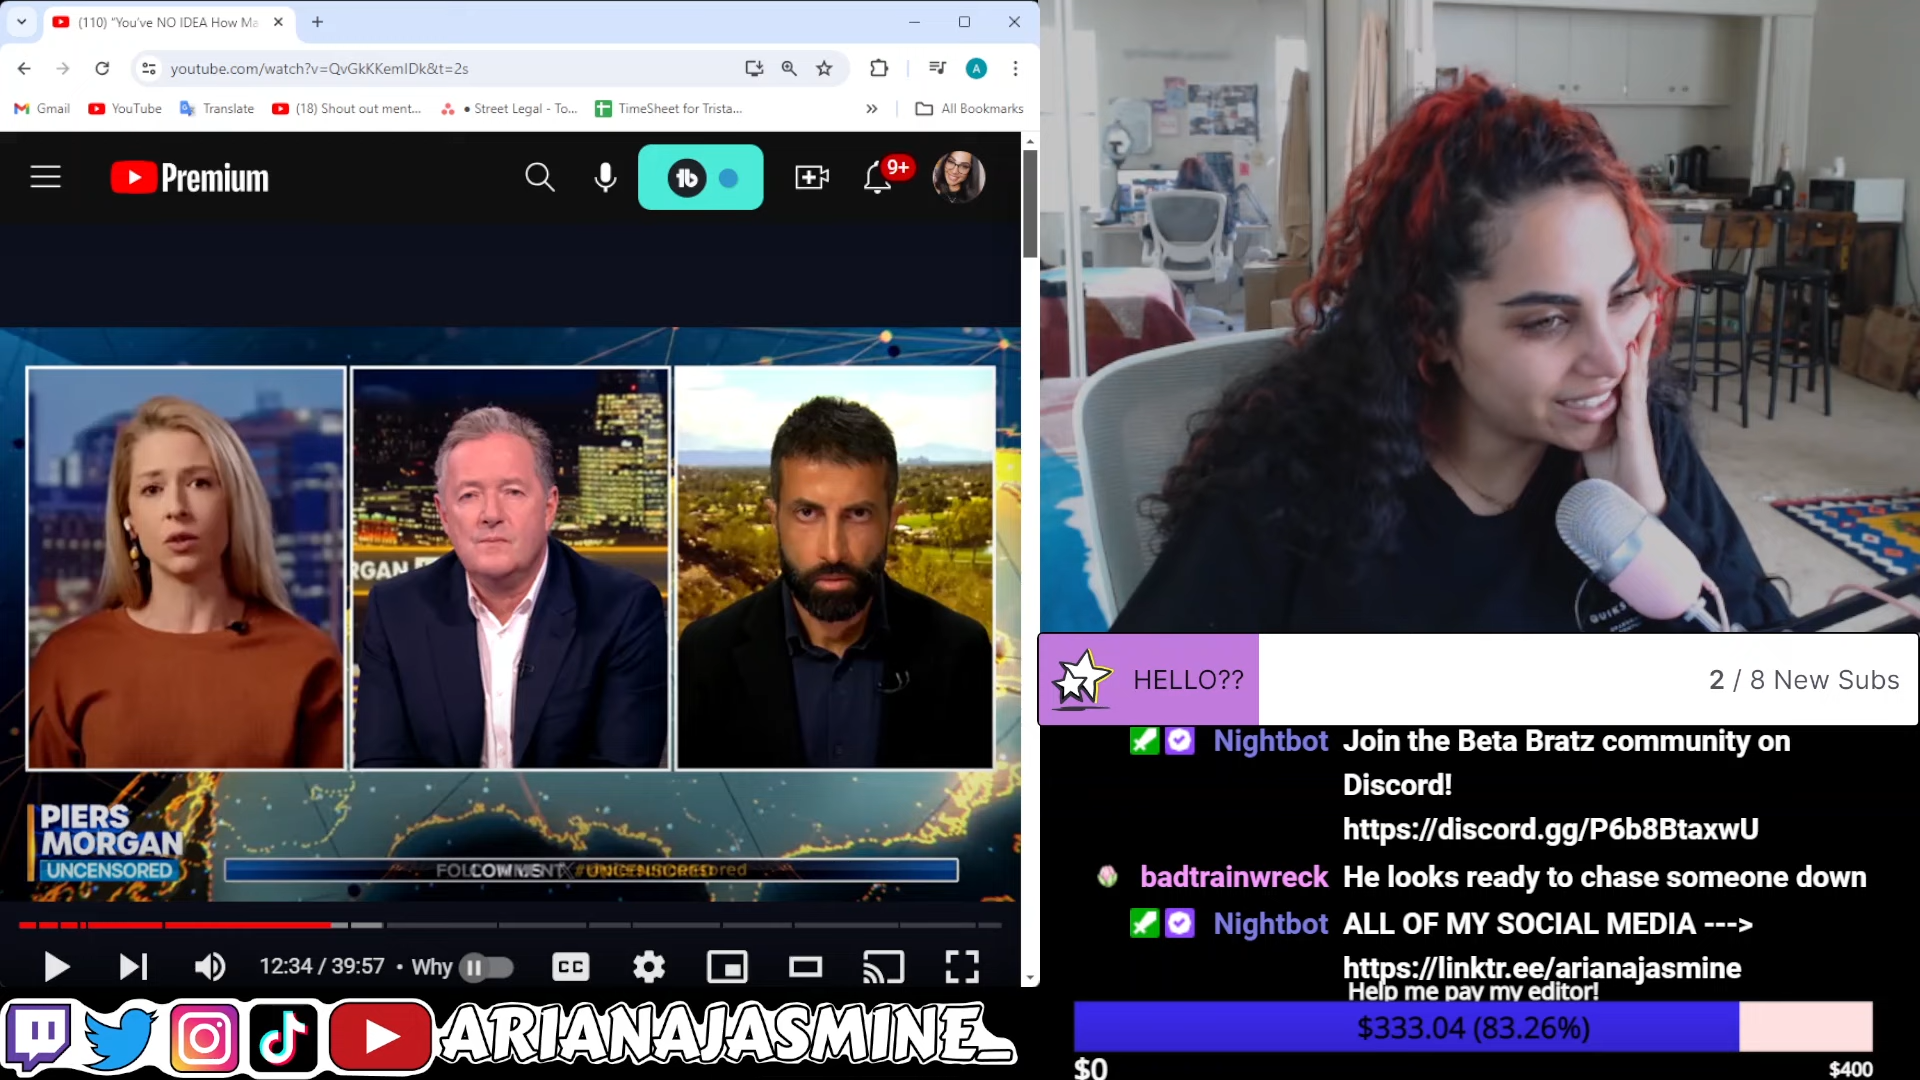 (110) "You've NO IDEA How Ma
youtube.com/watch?v=QvGkKKemIDk&t=2s
A
Gmail
YouTube
Translate
(18) Shout out ment...
• Street Legal - To...
TimeSheet for Trista...
»
All Bookmarks
Premium
9+
RGAN
PIERS
MORGAN
UNCENSORED
12:34 / 39:57 • Why
CC
ARIANAJASMINE_
QUIKS
HELLO??
2 / 8 New Subs
Nightbot Join the Beta Bratz community on
Discord!
https://discord.gg/P6b8BtaxwU
badtrainwreck He looks ready to chase someone down
Nightbot ALL OF MY SOCIAL MEDIA --->
https://linktr.ee/arianajasmine
Help me pay my editor!
$333.04 (83.26%)
$0
$400